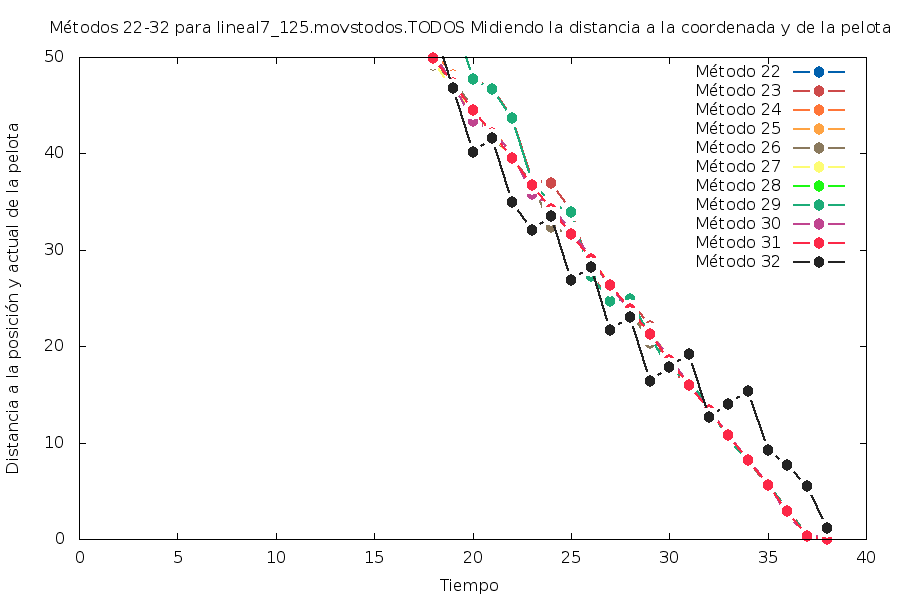 Métodos 22-32 para lineal7_125.movstodos.TODOS Midiendo la distancia a la coordenada y de la pelota
Distancia a la posición y actual de la pelota
50
40
30
20
10
0
Método 22
Método 23
Método 24
Método 25
Método 26
Método 27
Método 28
Método 29
Método 30
Método 31
Método 32
0 5 10 15 20 25 30 35 40
Tiempo